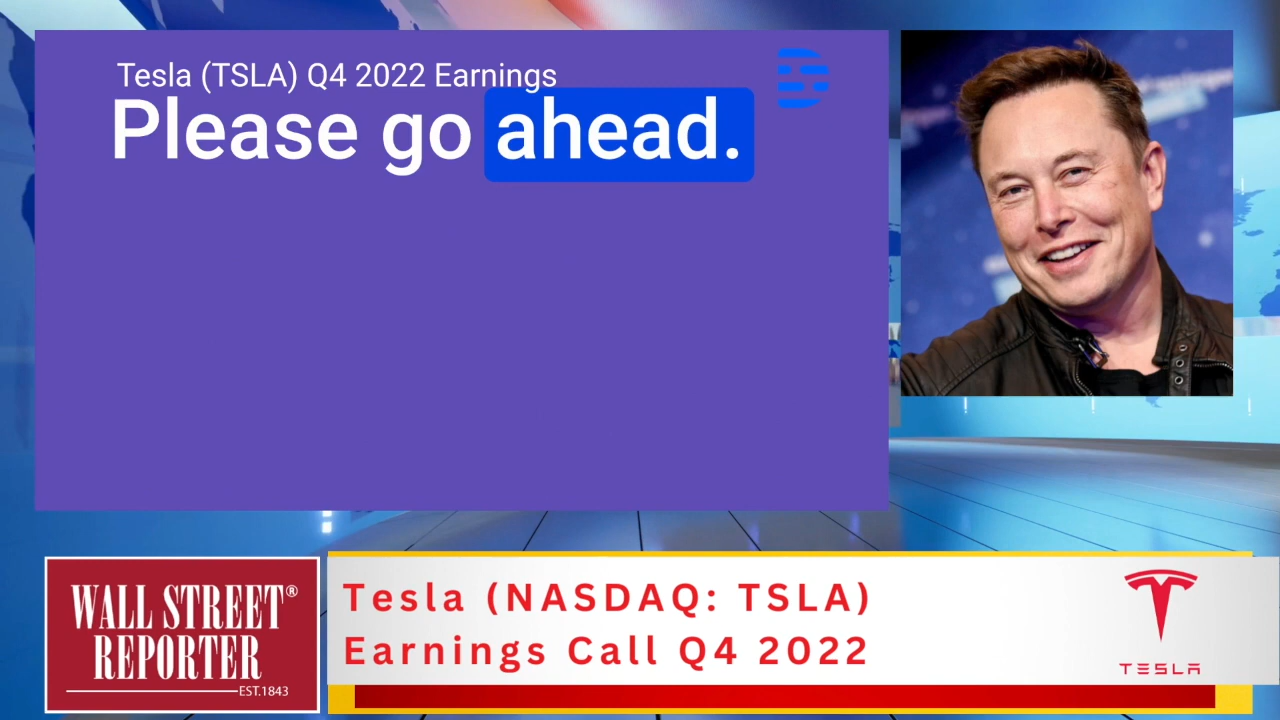 Tesla (TSLA) Q4 2022 Earnings
Please go ahead.
WALL STREET®
REPORTER
EST.1843
Tesla (NASDAQ: TSLA)
Earnings Call Q4 2022
TESLA